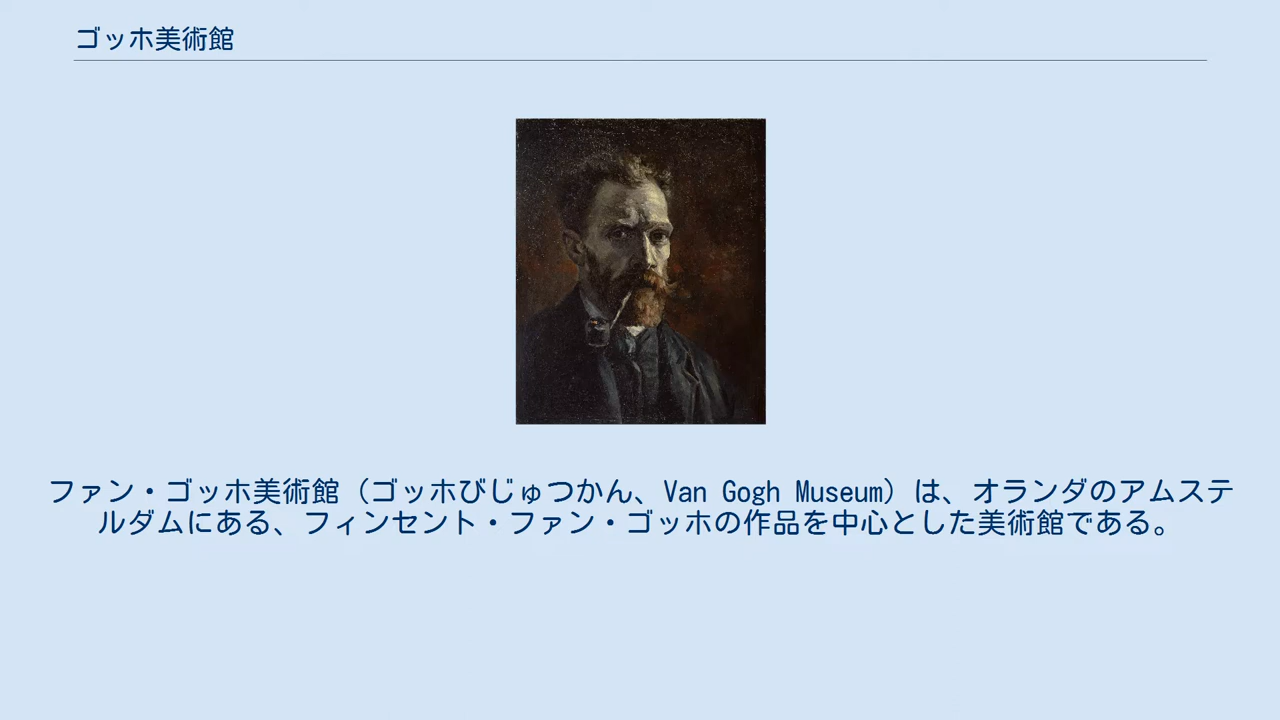 ゴッホ美術館
ファン・ゴッホ美術館（ゴッホびじゅつかん、Van Gogh Museum）は、オランダのアムステ
ルダムにある、フィンセント・ファン・ゴッホの作品を中心とした美術館である。